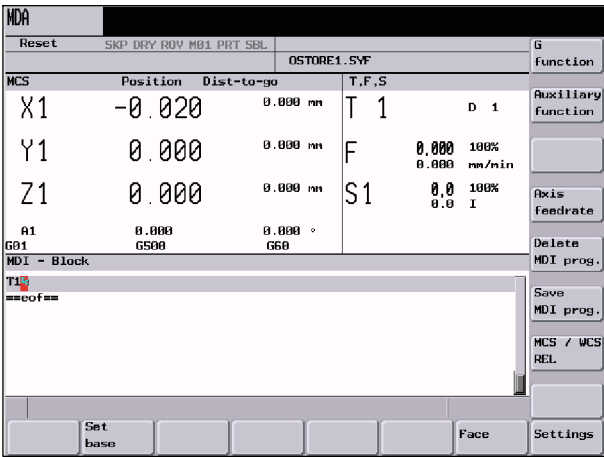 MDA
Reset SKP DRY ROV M01 PRT SBL
OSTORE1.SYF
MCS Position Dist-to-go T,F,S
X1 -0.020 0.000 mm T 1 D 1
Y1 0.000 0.000 mm F 0.000 100%
0.000 mm/min
Z1 0.000 0.000 mm S1 0.0 100%
0.0 I
A1 0.000 0.000 °
G01 G500 G60
MDI - Block
T1
==eof==
G
function
Auxiliary
function
Axis
feedrate
Delete
MDI prog.
Save
MDI prog.
MCS / WCS
REL
Set
base
Face
Settings